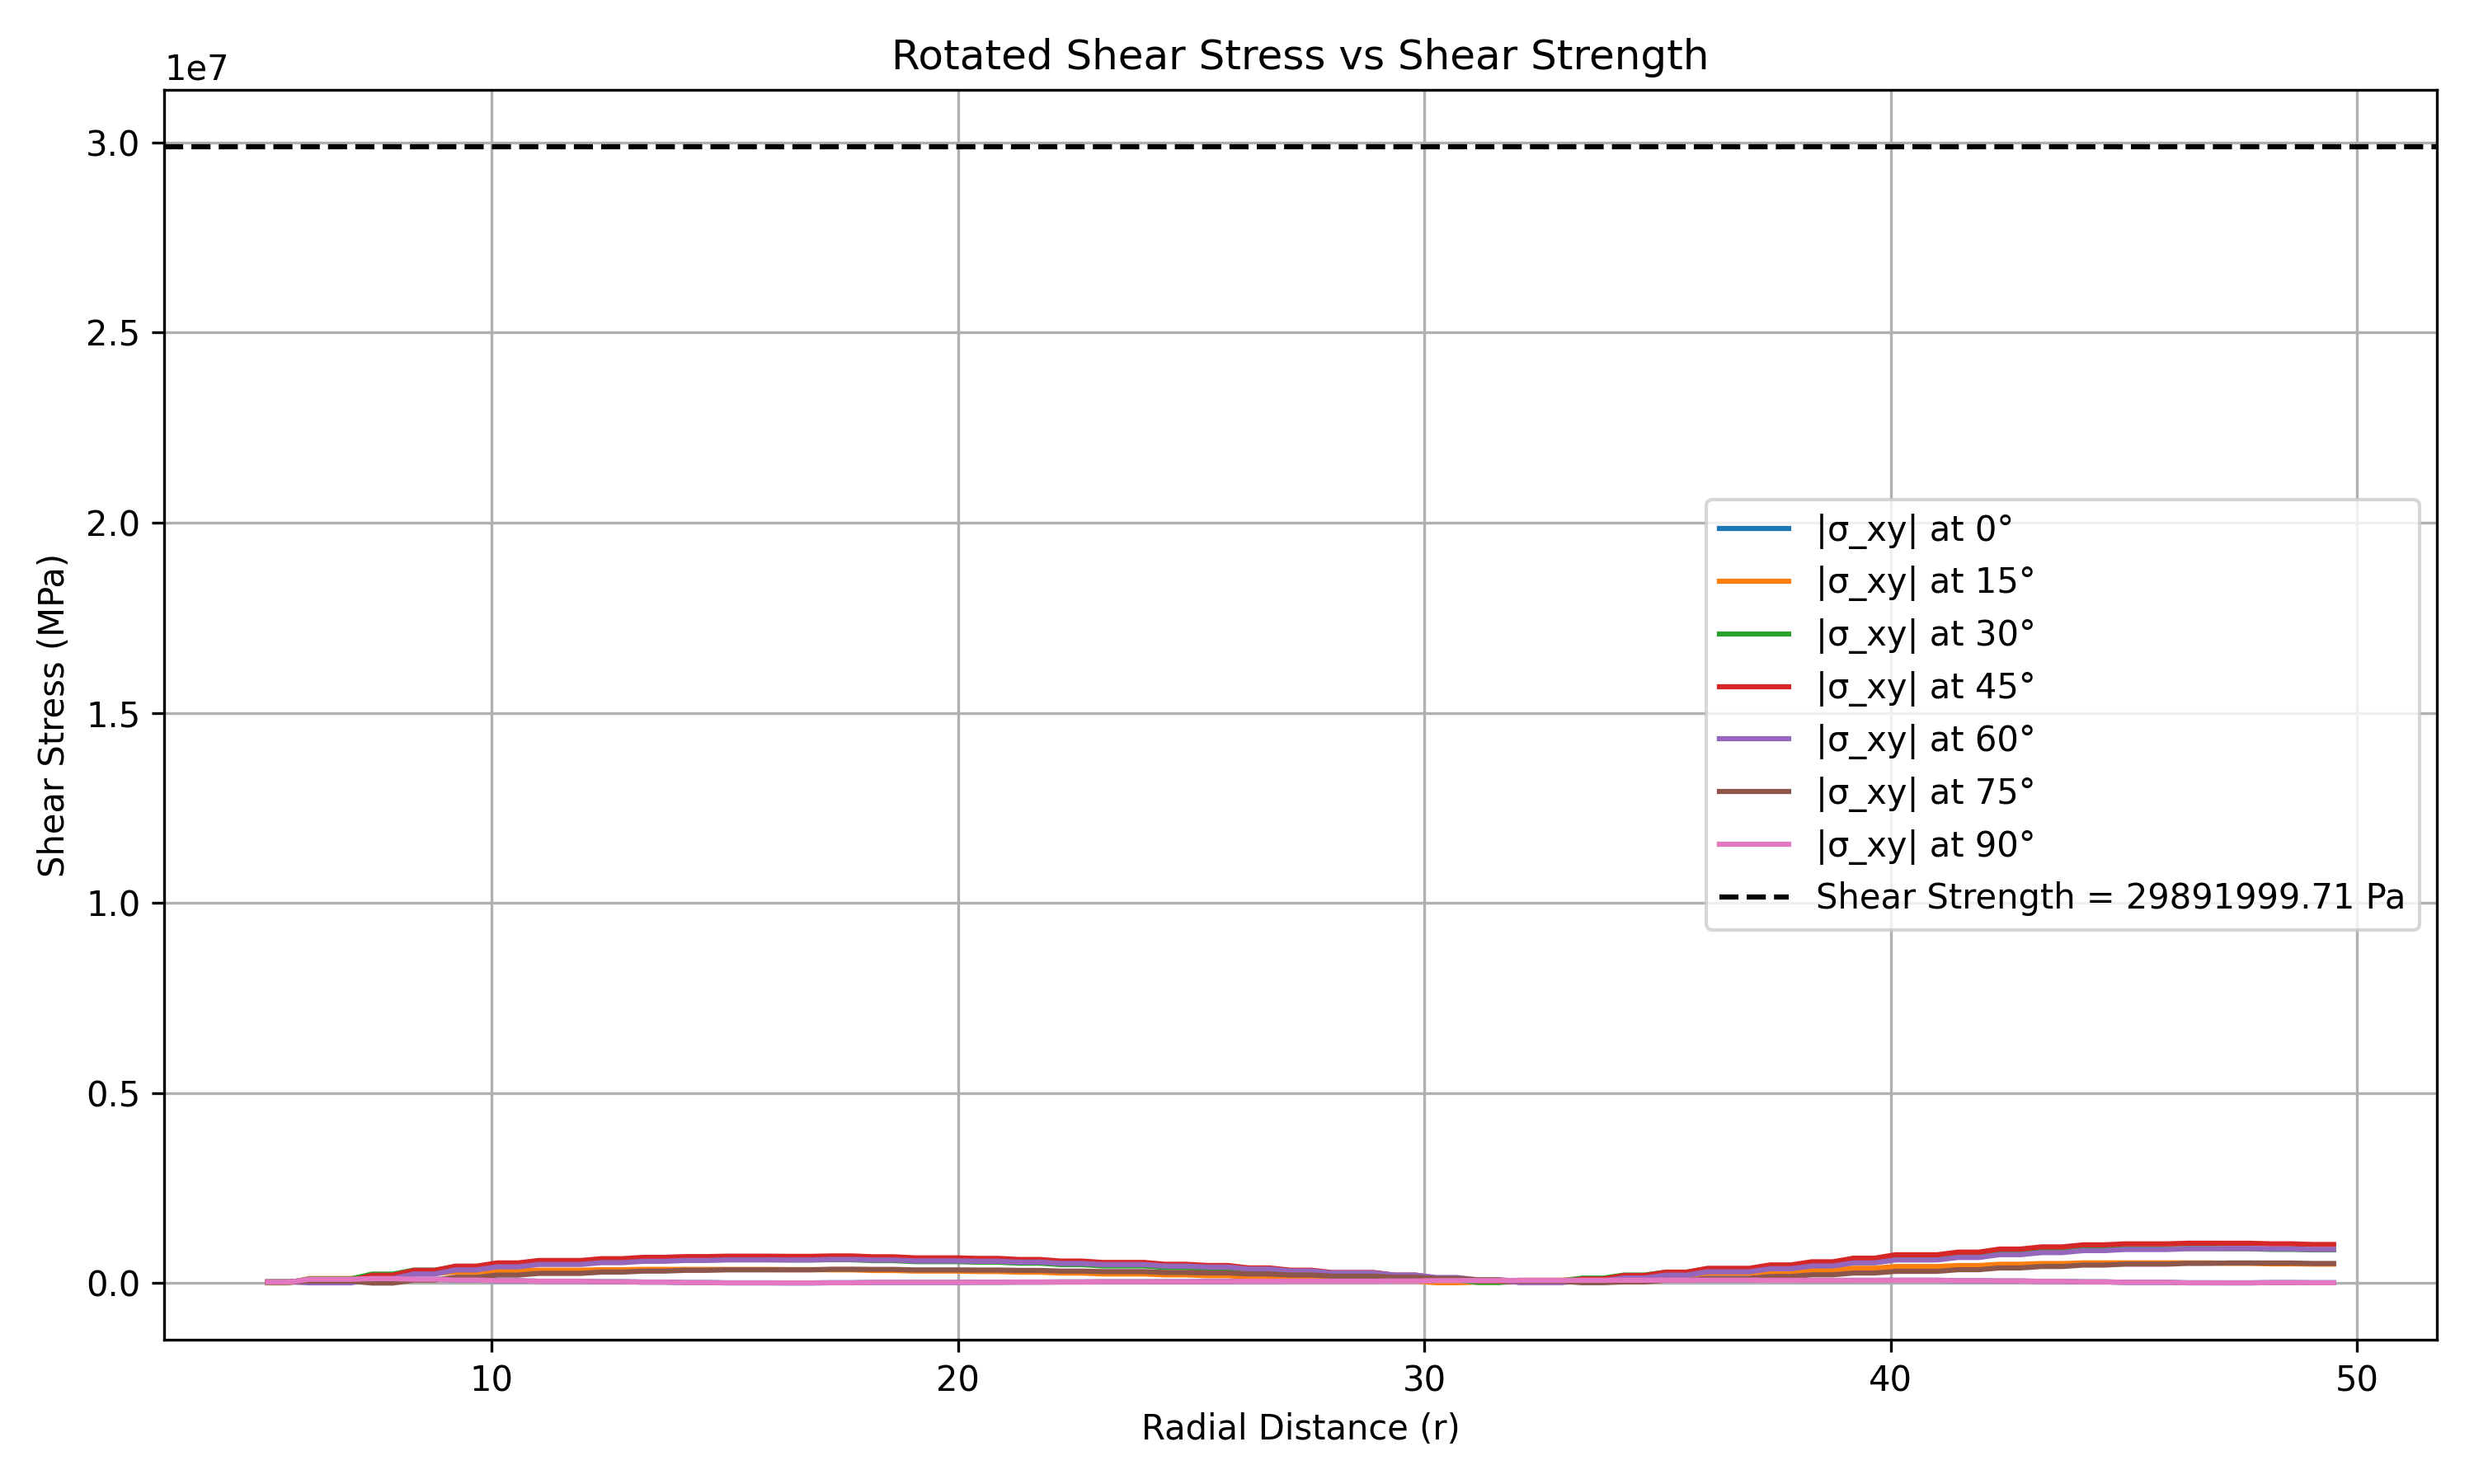 Rotated Shear Stress vs Shear Strength
1e7
3.0
2.5
2.0
1.5
1.0
0.5
0.0
Shear Stress (MPa)
|σ_xy| at 0°
|σ_xy| at 15°
|σ_xy| at 30°
|σ_xy| at 45°
|σ_xy| at 60°
|σ_xy| at 75°
|σ_xy| at 90°
Shear Strength = 29891999.71 Pa
10 20 30 40 50
Radial Distance (r)